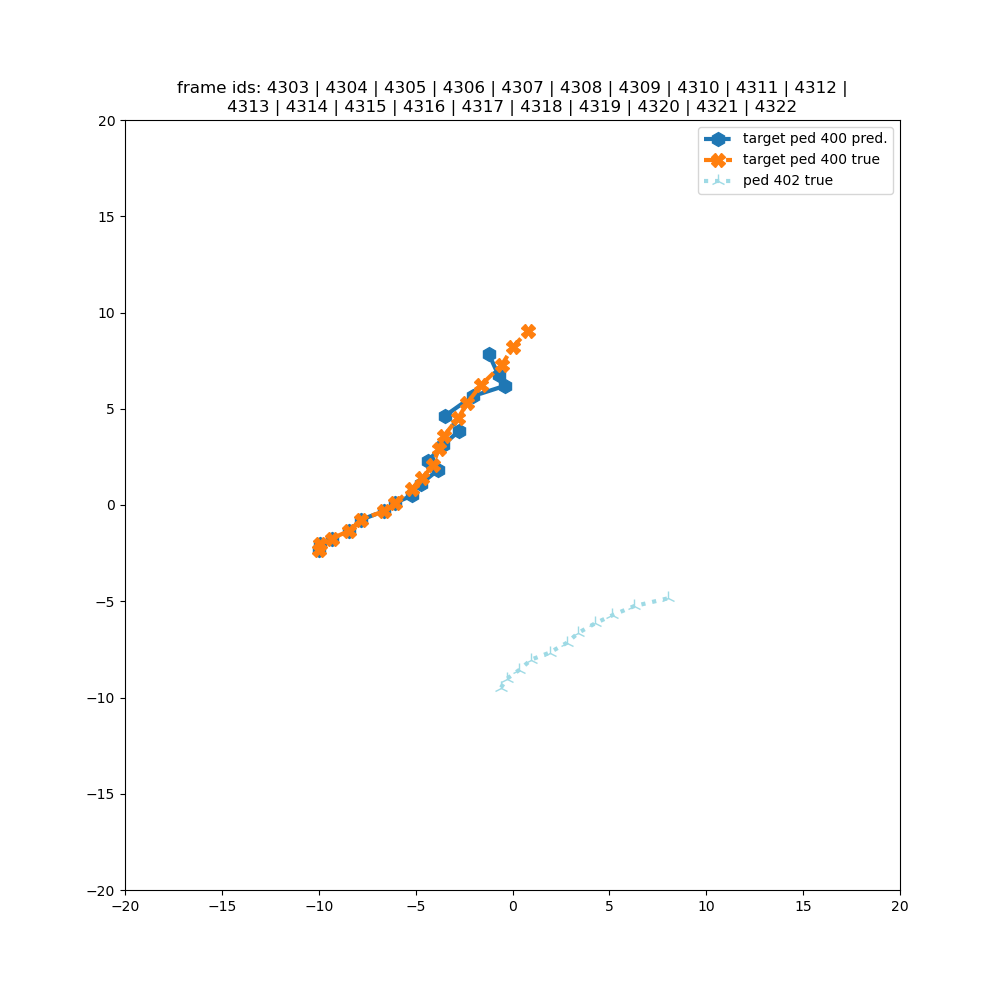 frame ids: 4303 | 4304 | 4305 | 4306 | 4307 | 4308 | 4309 | 4310 | 4311 | 4312 |
4313 | 4314 | 4315 | 4316 | 4317 | 4318 | 4319 | 4320 | 4321 | 4322
target ped 400 pred.
target ped 400 true
ped 402 true
20
15
10
5
0
−5
−10
−15
−20
−20 −15 −10 −5 0 5 10 15 20